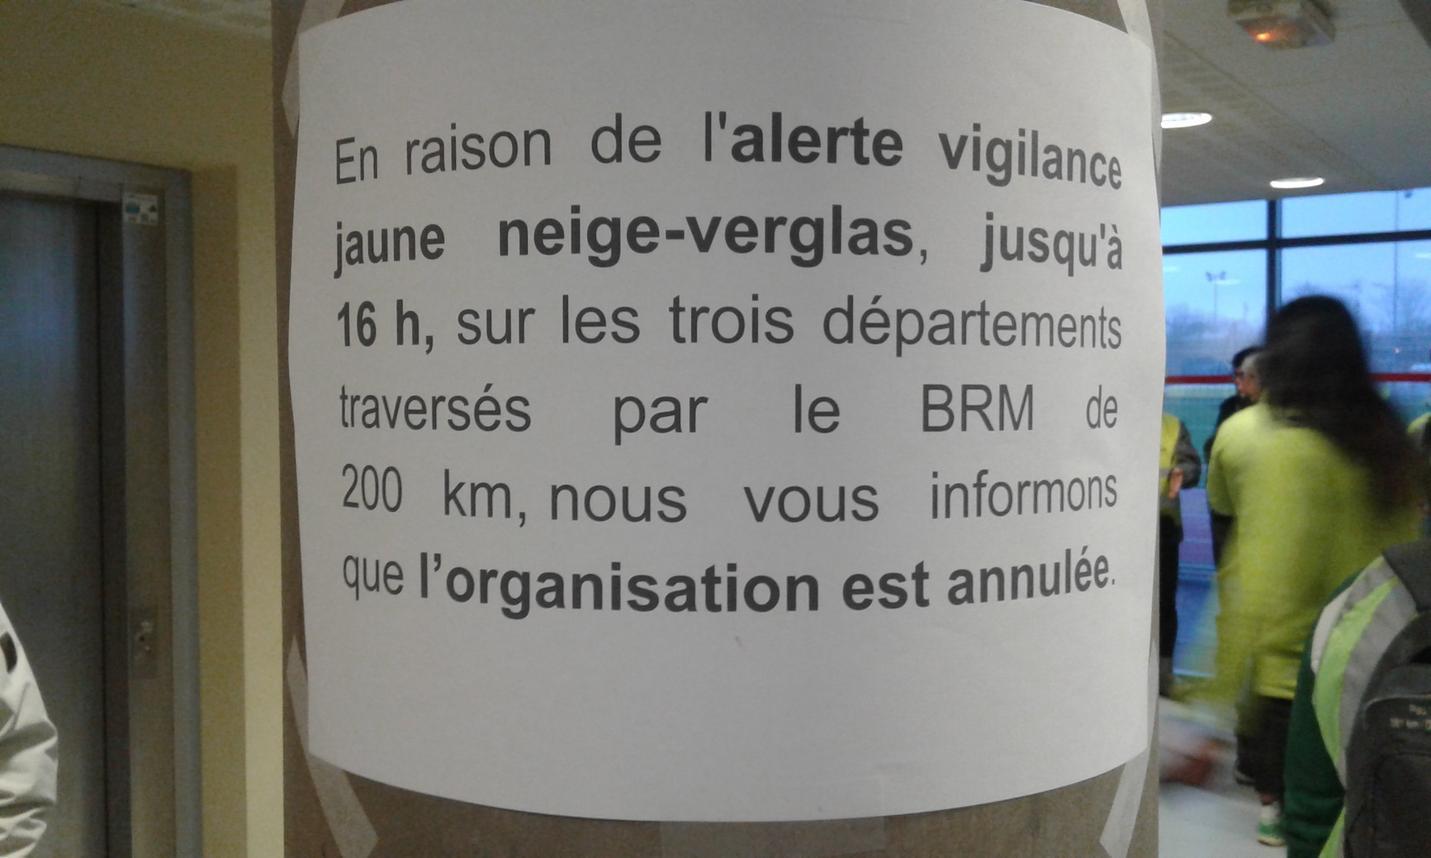 En raison de l'alerte vigilance
jaune neige-verglas, jusqu'à
16 h, sur les trois départements
traversés par le BRM de
200 km, nous vous informons
que l’organisation est annulée.